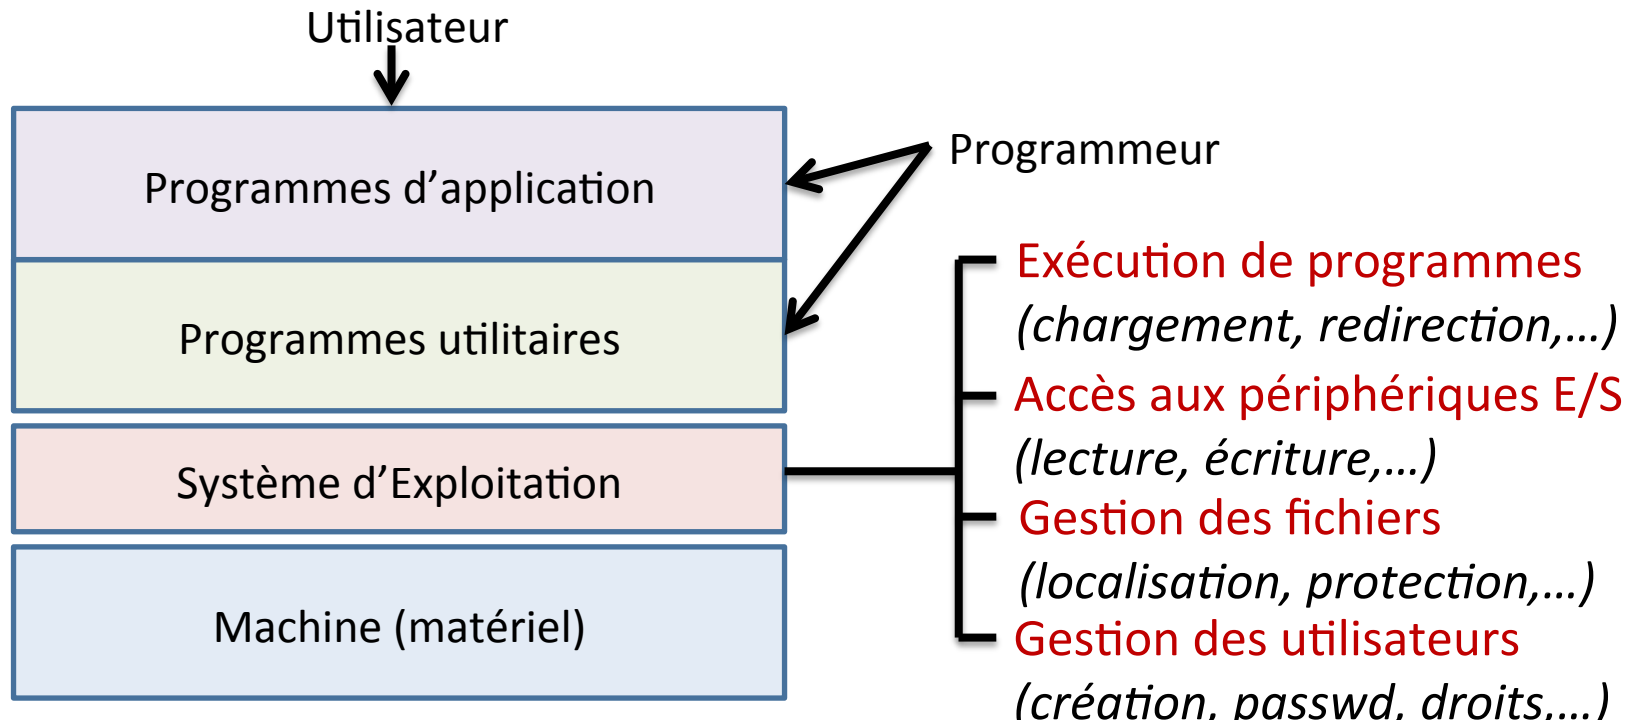 Utilisateur
Programmes d’application
Programmeur
Programmes utilitaires
Système d’Exploitation
Machine (matériel)
Exécution de programmes
(chargement, redirection,...)
Accès aux périphériques E/S
(lecture, écriture,...)
Gestion des fichiers
(localisation, protection,...)
Gestion des utilisateurs
(création, passwd, droits,...)